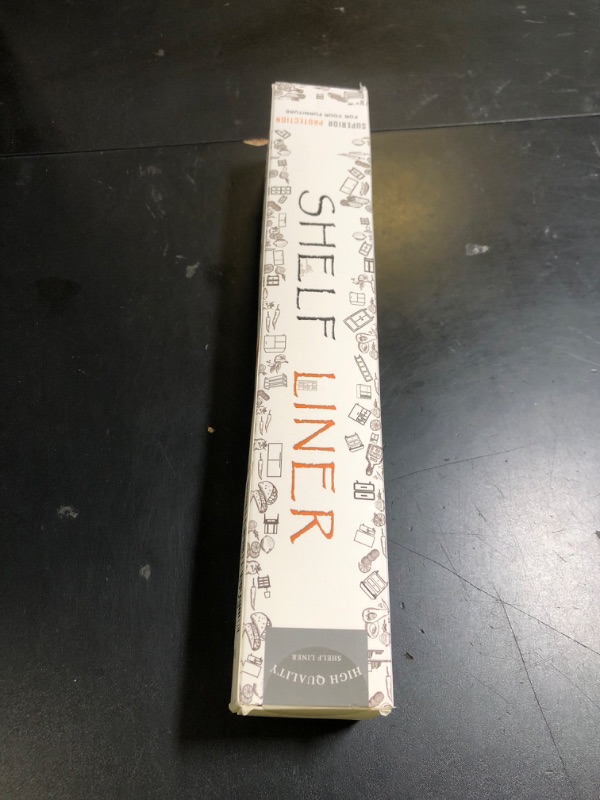 SUPERIOR PROTECTION
FOR YOUR FURNITURE
SHELF LINER
HIGH QUALITY
SHELF LINER